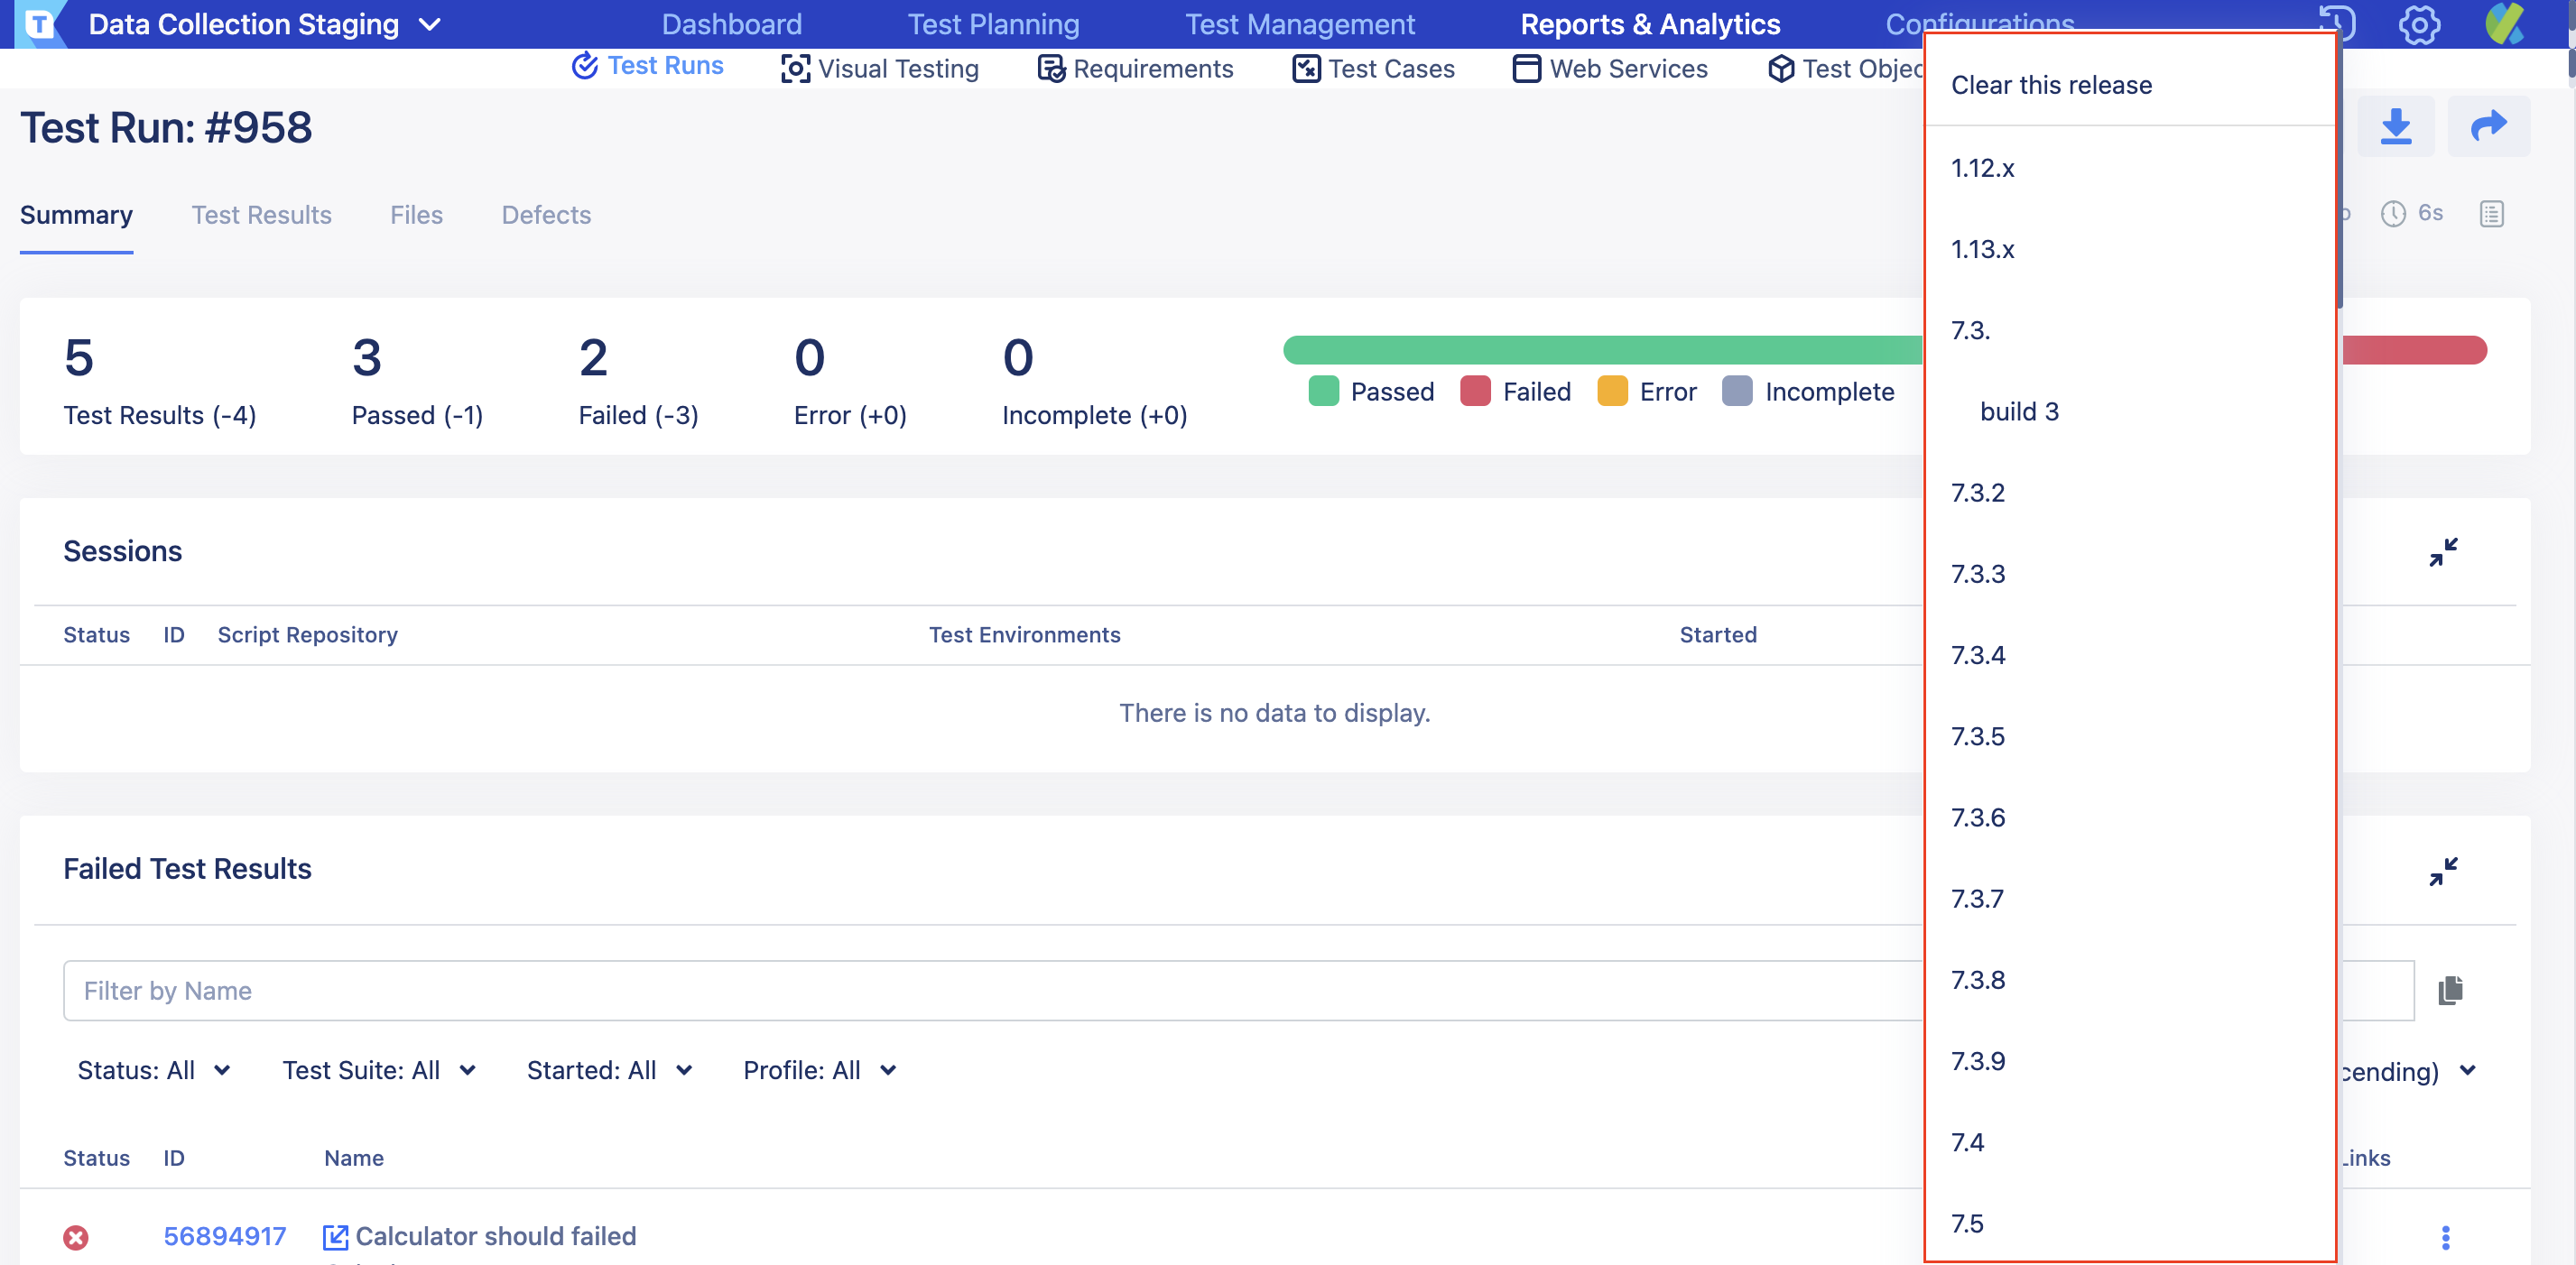 T Data Collection Staging Dashboard Test Planning Test Management Reports & Analytics Configurations
Test Runs Visual Testing Requirements Test Cases Web Services Test Objec
Test Run: #958
Summary Test Results Files Defects
6s
5 3 2 0 0
Test Results (-4) Passed (-1) Failed (-3) Error (+0) Incomplete (+0)
Passed Failed Error Incomplete
Sessions
Status ID Script Repository Test Environments Started
There is no data to display.
Failed Test Results
Filter by Name
Status: All Test Suite: All Started: All Profile: All cending)
Status ID Name Links
56894917 Calculator should failed
Clear this release
1.12.x
1.13.x
7.3.
build 3
7.3.2
7.3.3
7.3.4
7.3.5
7.3.6
7.3.7
7.3.8
7.3.9
7.4
7.5